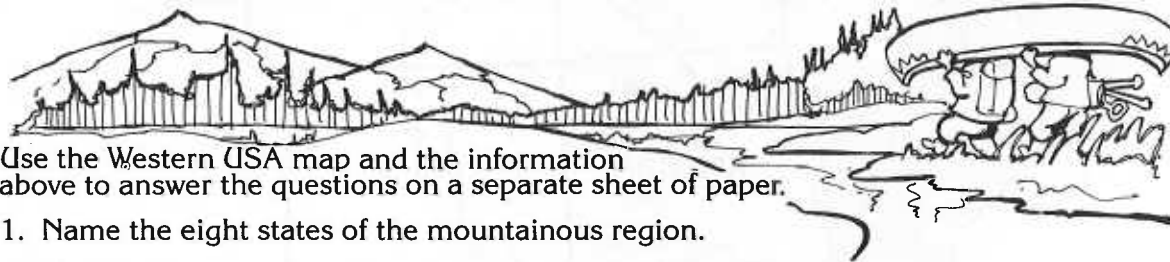 Use the Western USA map and the information
above to answer the questions on a separate sheet of paper.
1. Name the eight states of the mountainous region.